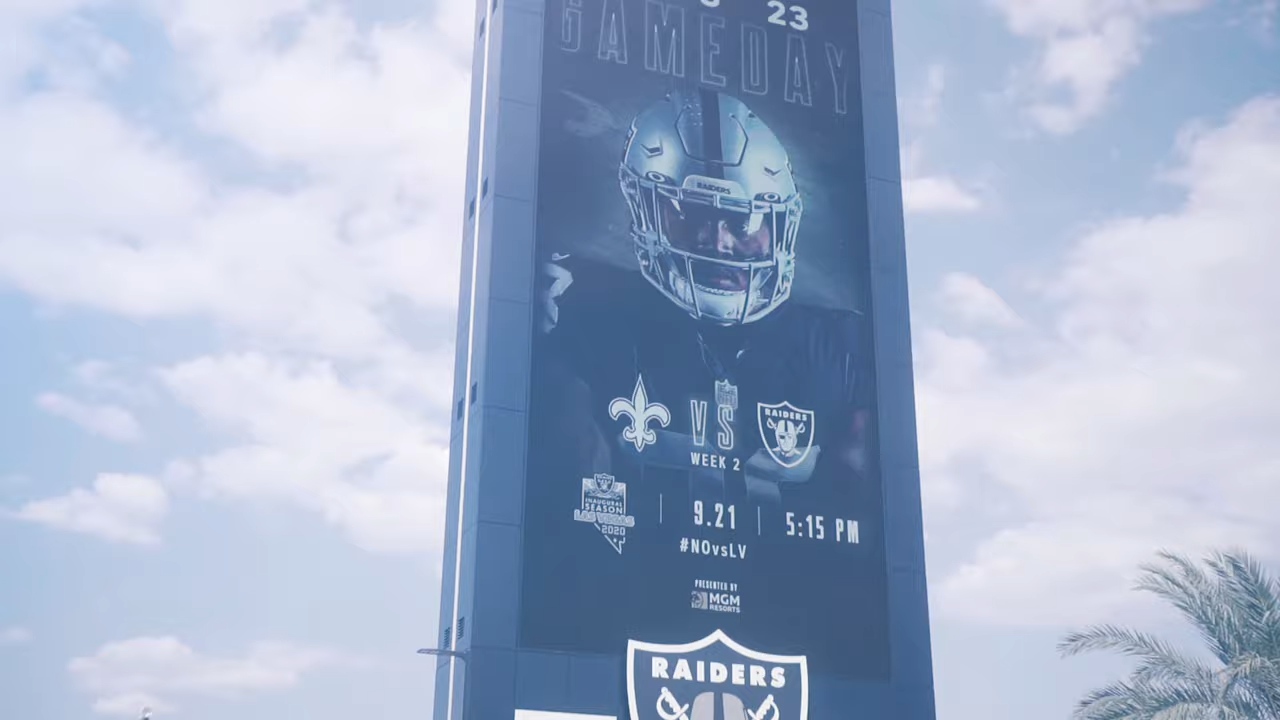 23
GAMEDAY
RAIDERS
VS
RAIDERS
WEEK 2
INAUGURAL
SEASON
LAS VEGAS
2020
9.21
5:15 PM
#NOvsLV
PRESENTED BY
MGM
RESORTS
RAIDERS